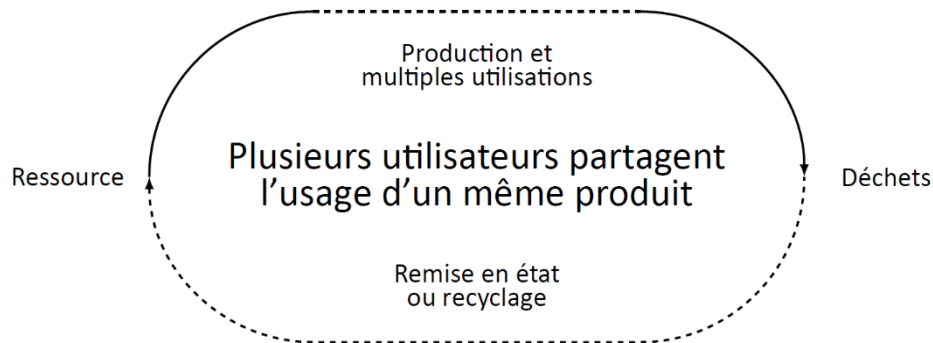 Production et
multiples utilisations
Ressource
Plusieurs utilisateurs partagent
l'usage d'un même produit
Déchets
Remise en état
ou recyclage